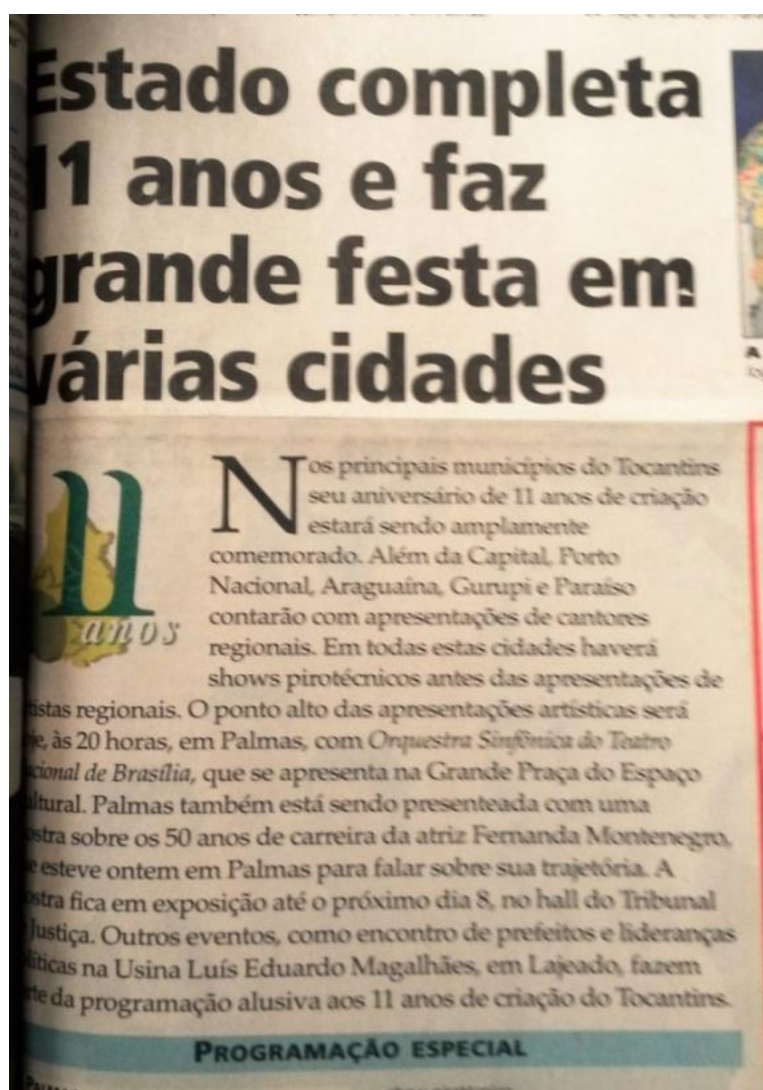 Estado completa
11 anos e faz
grande festa em
várias cidades
11
anos
Nos principais municípios do Tocantins
seu aniversário de 11 anos de criação
estará sendo amplamente
comemorado. Além da Capital, Porto
Nacional, Araguaína, Gurupi e Paraíso
contarão com apresentações de cantores
regionais. Em todas estas cidades haverá
shows pirotécnicos antes das apresentações de
tistas regionais. O ponto alto das apresentações artísticas será
je, às 20 horas, em Palmas, com Orquestra Sinfônica do Teatro
cional de Brasília, que se apresenta na Grande Praça do Espaço
ultural. Palmas também está sendo presenteada com uma
ostra sobre os 50 anos de carreira da atriz Fernanda Montenegro,
e esteve ontem em Palmas para falar sobre sua trajetória. A
ostra fica em exposição até o próximo dia 8, no hall do Tribunal
Justiça. Outros eventos, como encontro de prefeitos e lideranças
líticas na Usina Luís Eduardo Magalhães, em Lajeado, fazem
rte da programação alusiva aos 11 anos de criação do Tocantins.
PROGRAMAÇÃO ESPECIAL